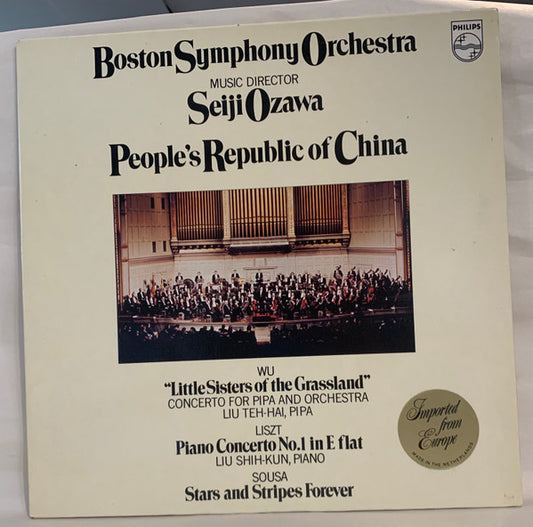 Boston Symphony Orchestra
PHILIPS
MUSIC DIRECTOR
Seiji Ozawa
People's Republic of China
WU
"Little Sisters of the Grassland"
CONCERTO FOR PIPA AND ORCHESTRA
LIU TEH-HAI, PIPA
LISZT
Piano Concerto No.1 in E flat
LIU SHIH-KUN, PIANO
SOUSA
Stars and Stripes Forever
Imported
from
Europe
MADE IN THE NETHERLANDS